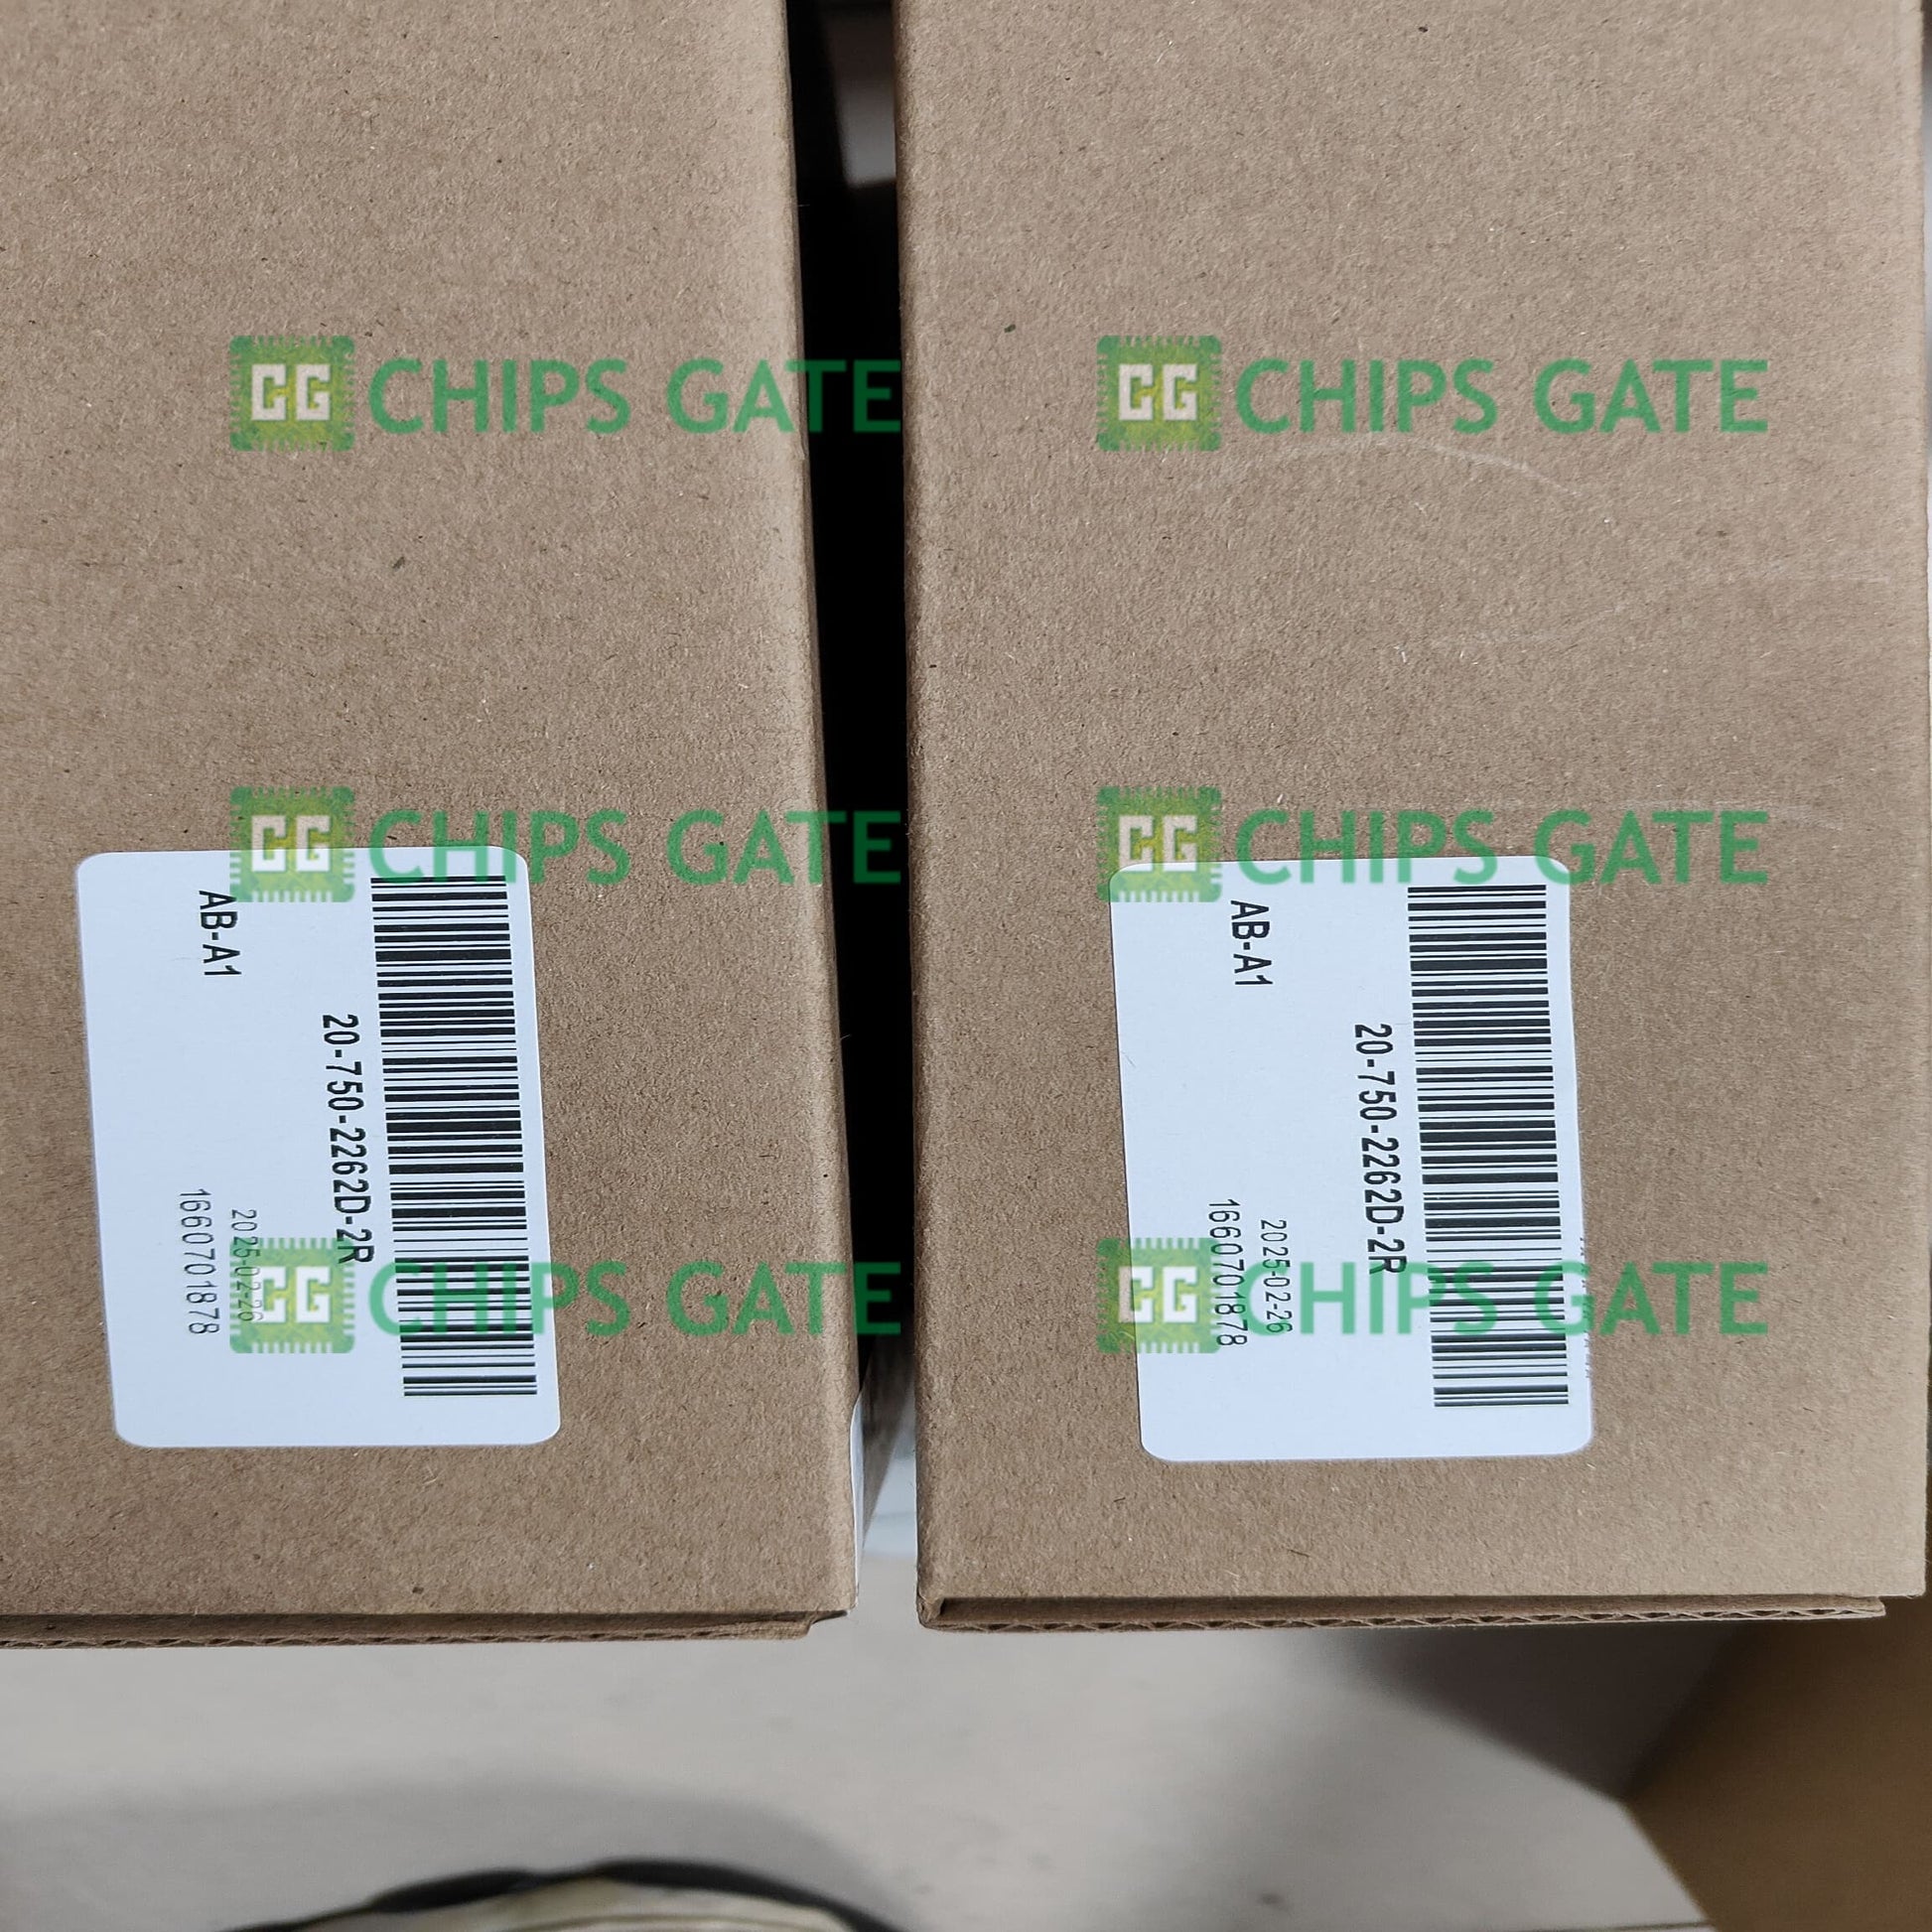 CG CHIPS GATE
CG CHIPS GATE
CG CHIPS GATE
CG CHIPS GATE
CG CHIPS GATE
CG CHIPS GATE
20-750-2262D-2R
AB-A1
2025-02-26
1660701878
20-750-2262D-2R
AB-A1
2025-02-26
1660701878